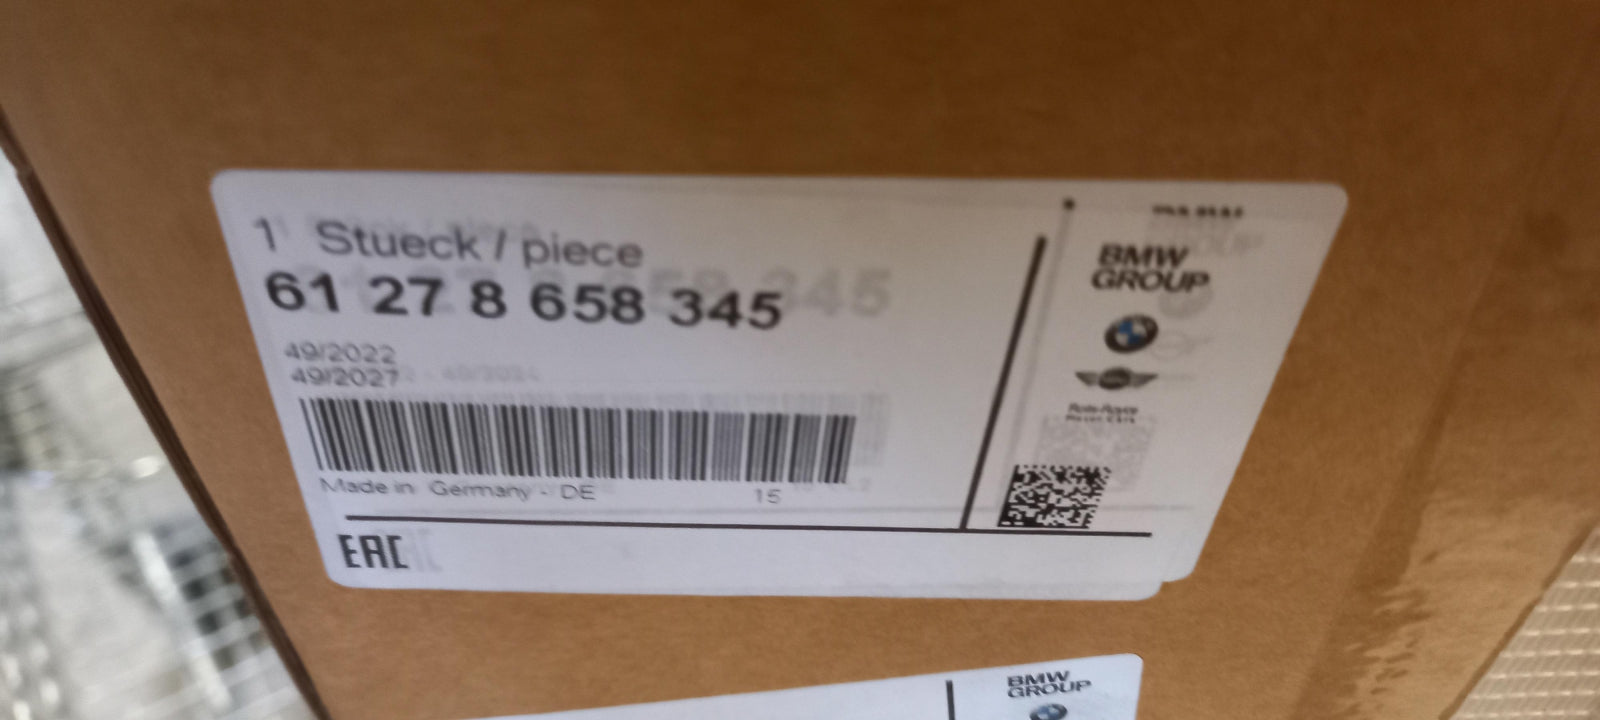 1 Stueck / piece
61 27 8 658 345
49/2022
49/2027
Made in Germany - DE 15
EAC
BMW
GROUP
BMW
GROUP